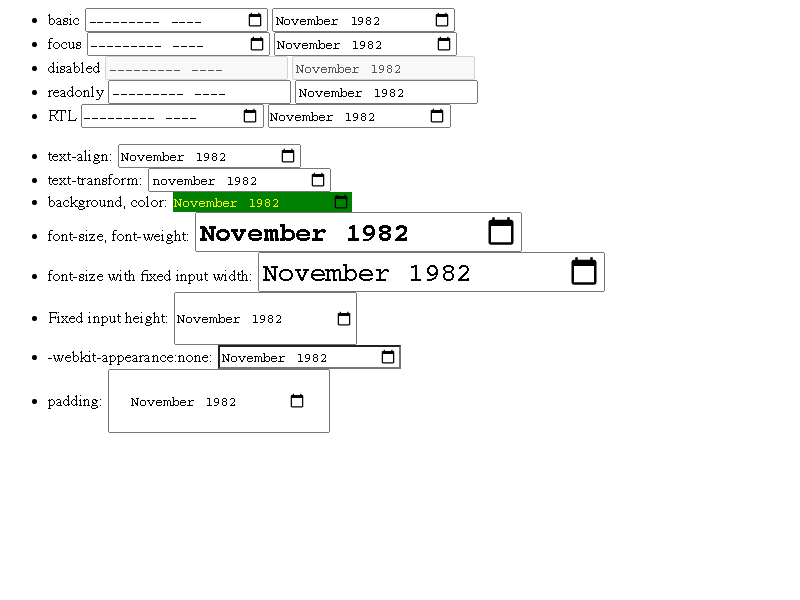 basic --------- ---- November 1982
focus --------- ---- November 1982
disabled --------- ---- November 1982
readonly --------- ---- November 1982
RTL --------- ---- November 1982
text-align: November 1982
text-transform: november 1982
background, color: November 1982
font-size, font-weight: November 1982
font-size with fixed input width: November 1982
Fixed input height: November 1982
-webkit-appearance:none: November 1982
padding: November 1982